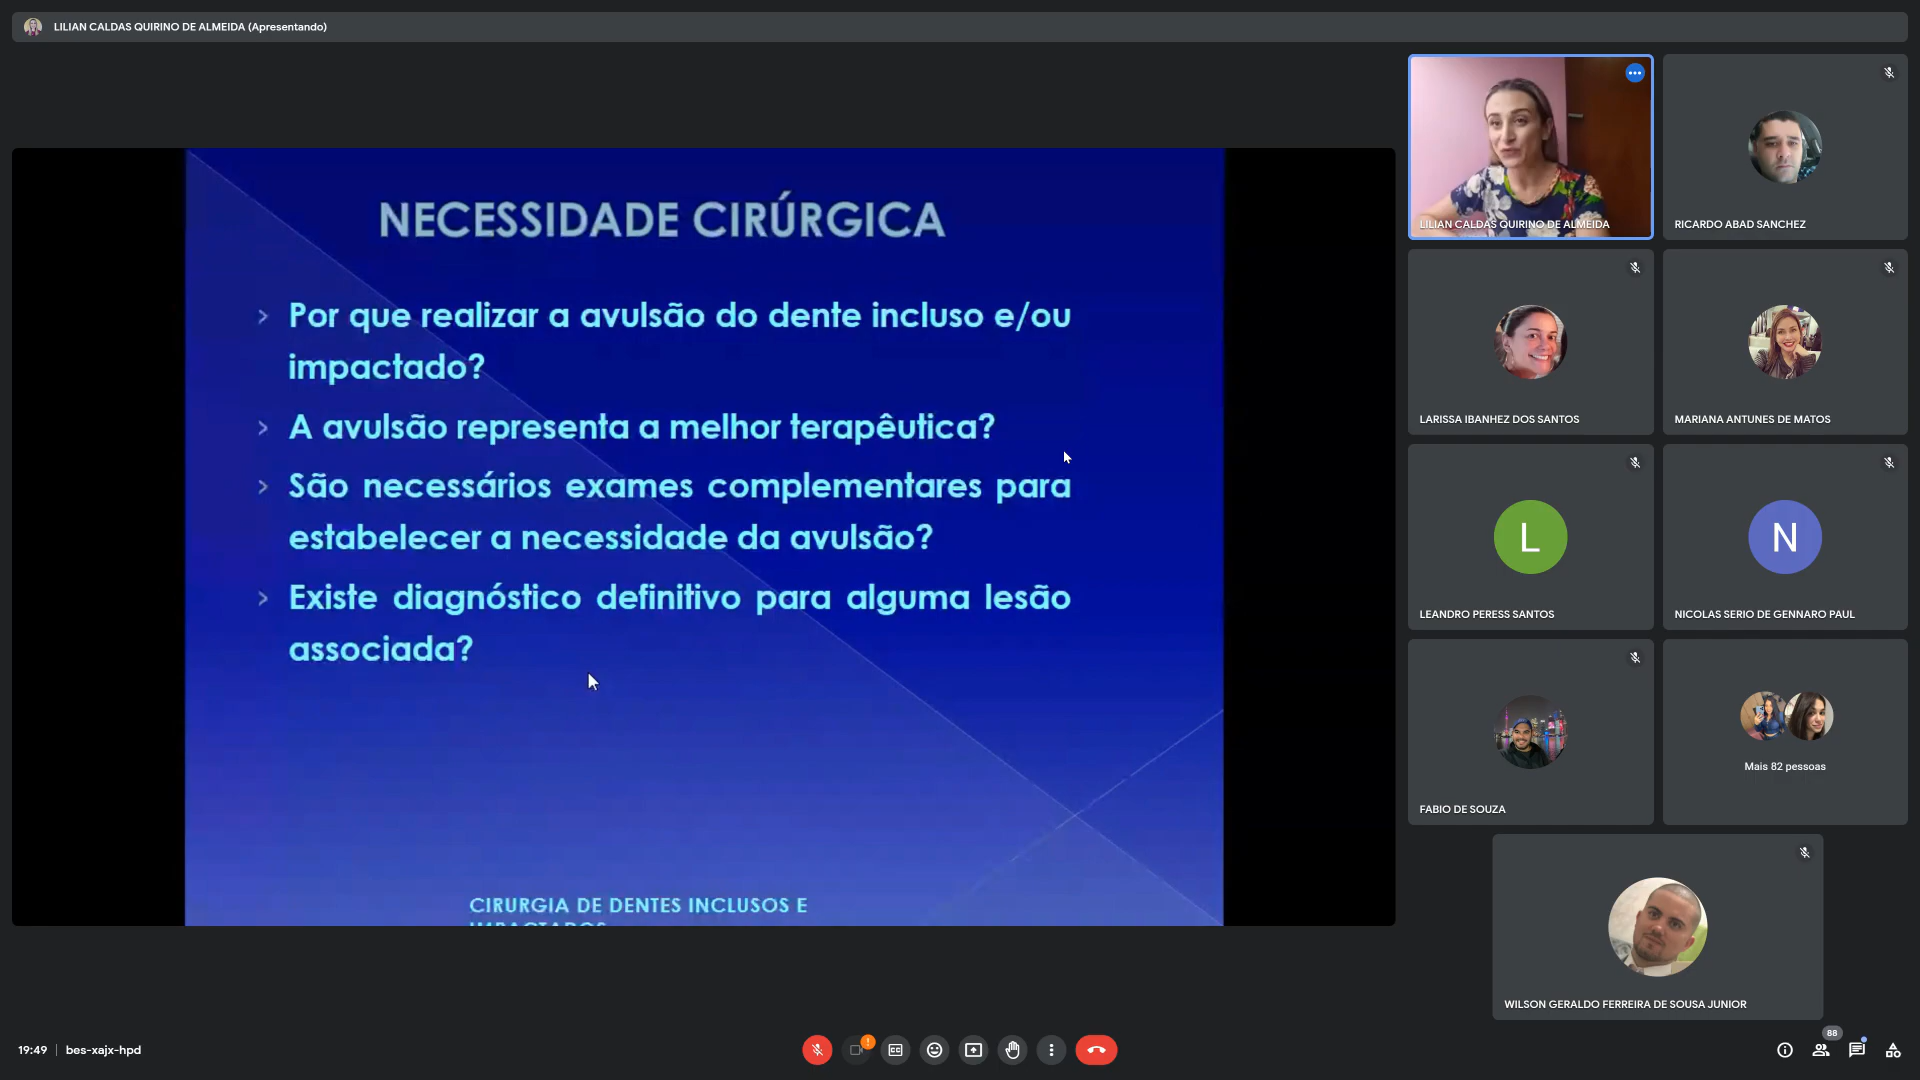 LILIAN CALDAS QUIRINO DE ALMEIDA (Apresentando)
NECESSIDADE CIRÚRGICA
Por que realizar a avulsão do dente incluso e/ou
impactado?
A avulsão representa a melhor terapêutica?
São necessários exames complementares para
estabelecer a necessidade da avulsão?
Existe diagnóstico definitivo para alguma lesão
associada?
CIRURGIA DE DENTES INCLUSOS E
IMPACTADOS
LILIAN CALDAS QUIRINO DE ALMEIDA
RICARDO ABAD SANCHEZ
LARISSA IBANHEZ DOS SANTOS
MARIANA ANTUNES DE MATOS
L
LEANDRO PERESS SANTOS
N
NICOLAS SERIO DE GENNARO PAUL
FABIO DE SOUZA
Mais 82 pessoas
WILSON GERALDO FERREIRA DE SOUSA JUNIOR
19:49
bes-xajx-hpd
88